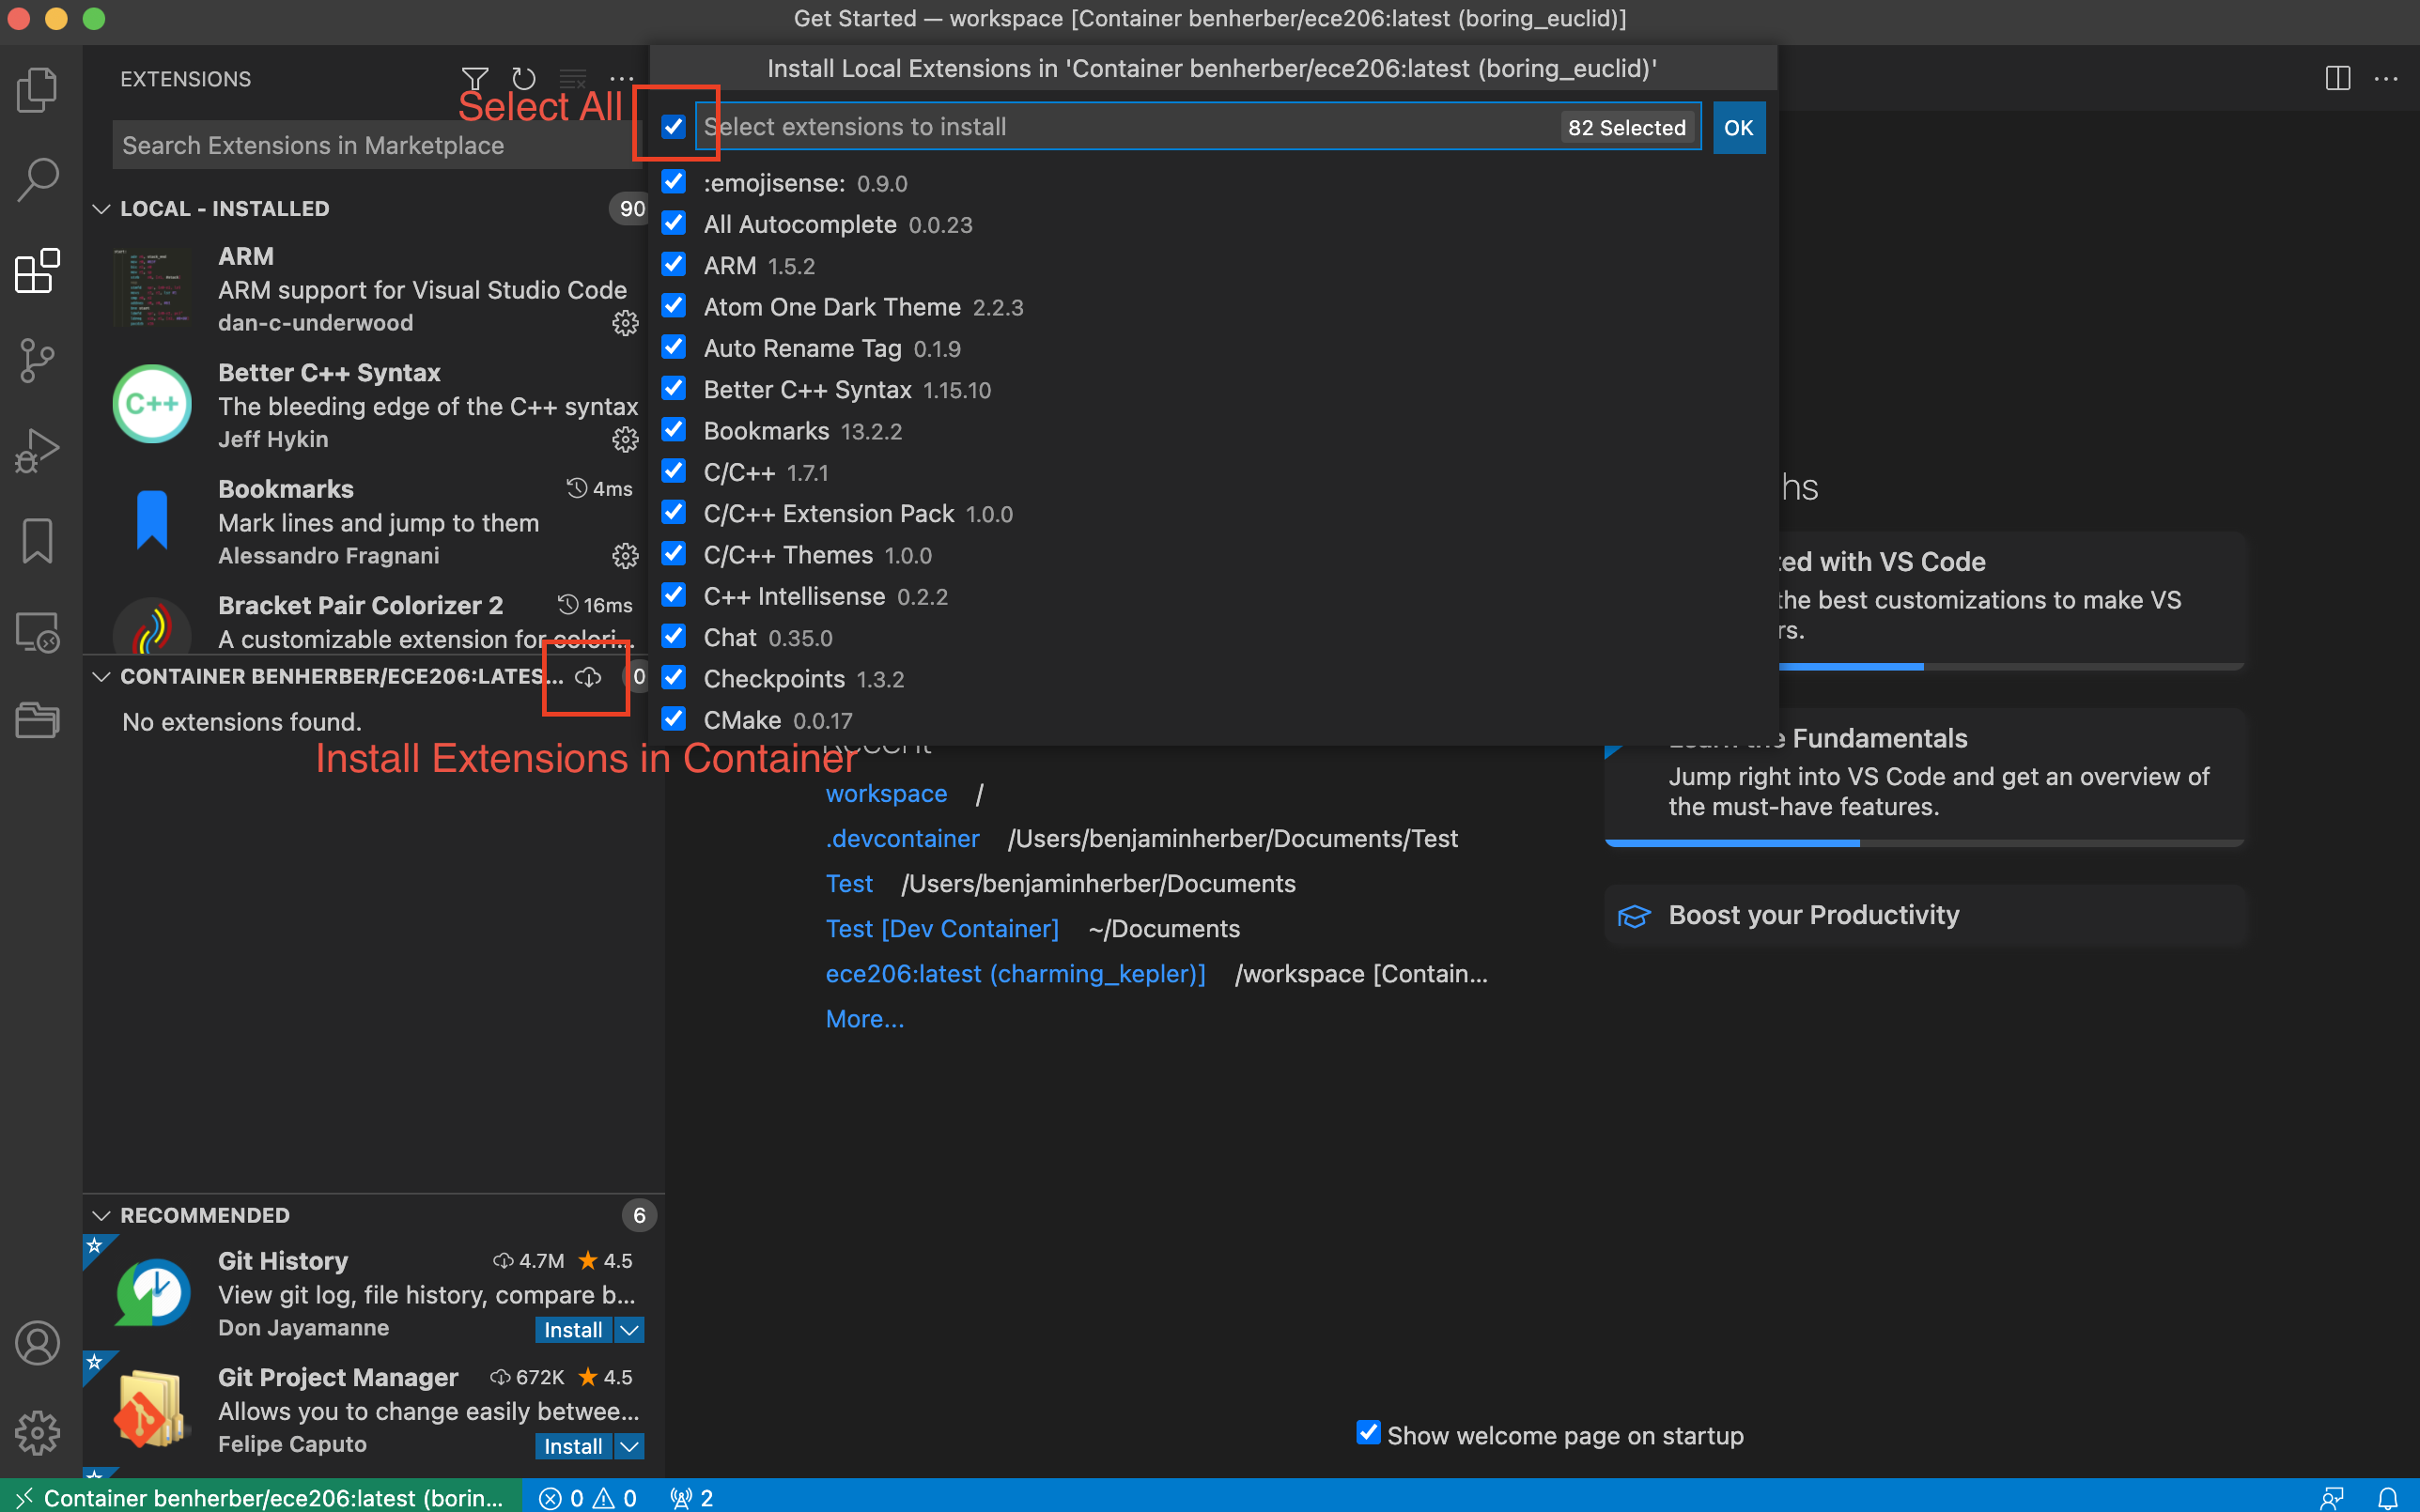 Get Started — workspace [Container benherber/ece206:latest (boring_euclid)]
EXTENSIONS
Select All
Search Extensions in Marketplace
LOCAL - INSTALLED 90
ARM
ARM support for Visual Studio Code
dan-c-underwood
C++
Better C++ Syntax
The bleeding edge of the C++ syntax
Jeff Hykin
Bookmarks 4ms
Mark lines and jump to them
Alessandro Fragnani
Bracket Pair Colorizer 2 16ms
A customizable extension for colori...
CONTAINER BENHERBER/ECE206:LATES... 0
No extensions found.
Install Extensions in Container
RECOMMENDED 6
Git History 4.7M 4.5
View git log, file history, compare b...
Don Jayamanne Install
Git Project Manager 672K 4.5
Allows you to change easily betwee...
Felipe Caputo Install
Install Local Extensions in 'Container benherber/ece206:latest (boring_euclid)'
Select extensions to install 82 Selected OK
:emojisense: 0.9.0
All Autocomplete 0.0.23
ARM 1.5.2
Atom One Dark Theme 2.2.3
Auto Rename Tag 0.1.9
Better C++ Syntax 1.15.10
Bookmarks 13.2.2
C/C++ 1.7.1
C/C++ Extension Pack 1.0.0
C/C++ Themes 1.0.0
C++ Intellisense 0.2.2
Chat 0.35.0
Checkpoints 1.3.2
CMake 0.0.17
Recent
workspace /
.devcontainer /Users/benjaminherber/Documents/Test
Test /Users/benjaminherber/Documents
Test [Dev Container] ~/Documents
ece206:latest (charming_kepler)] /workspace [Contain...
More...
hs
ted with VS Code
the best customizations to make VS
rs.
Learn the Fundamentals
Jump right into VS Code and get an overview of
the must-have features.
Boost your Productivity
Show welcome page on startup
Container benherber/ece206:latest (borin... 0 0 2